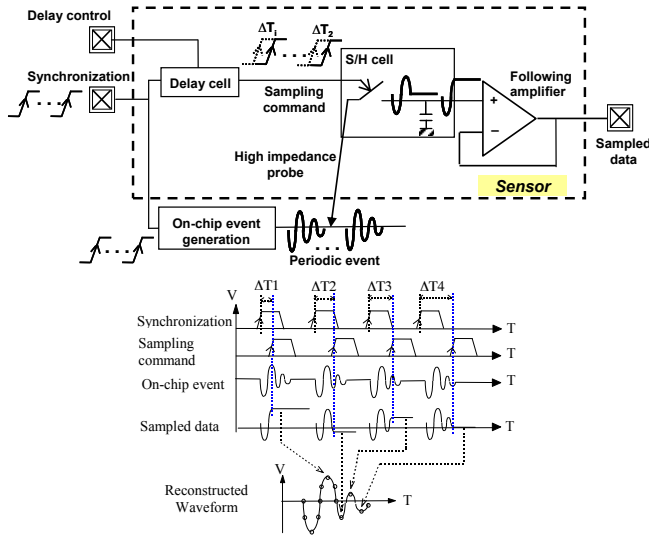 Delay control
ΔTi
ΔT2
S/H cell
Synchronization
Delay cell
Sampling
command
Following
amplifier
+
−
Sampled
data
High impedance
probe
Sensor
On-chip event
generation
Periodic event
ΔT1
ΔT2
ΔT3
ΔT4
V
Synchronization
T
Sampling
command
T
On-chip event
T
Sampled data
T
V
Reconstructed
Waveform
T